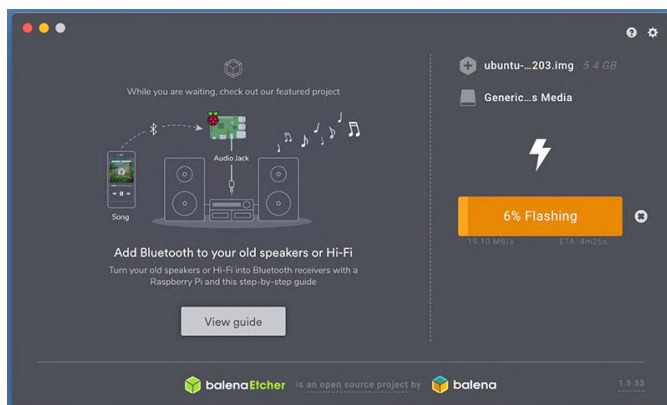 While you are waiting, check out our featured project
Audio Jack
Song
Add Bluetooth to your old speakers or Hi-Fi
Turn your old speakers or Hi-Fi into Bluetooth receivers with a
Raspberry Pi and this step-by-step guide
View guide
ubuntu-...203.img 5.4 GB
Generic...s Media
6% Flashing
19.10 MB/s ETA: 4m25s
balenaEtcher is an open source project by balena
1.5.33